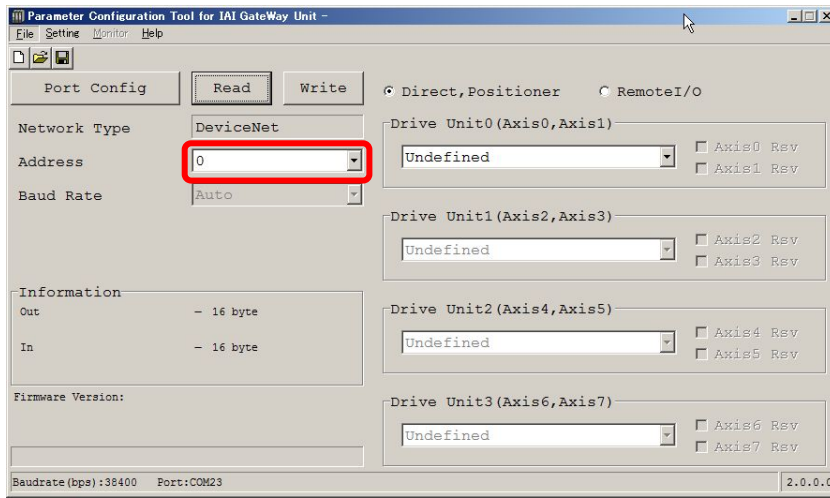 Parameter Configuration Tool for IAI GateWay Unit -
File Setting Monitor Help
Port Config Read Write
Network Type DeviceNet
Address 0
Baud Rate Auto
Information
Out - 16 byte
In - 16 byte
Firmware Version:
Direct,Positioner RemoteI/O
Drive Unit0(Axis0,Axis1)
Undefined
Axis0 Rsv
Axis1 Rsv
Drive Unit1(Axis2,Axis3)
Undefined
Axis2 Rsv
Axis3 Rsv
Drive Unit2(Axis4,Axis5)
Undefined
Axis4 Rsv
Axis5 Rsv
Drive Unit3(Axis6,Axis7)
Undefined
Axis6 Rsv
Axis7 Rsv
Baudrate(bps):38400 Port:COM23 2.0.0.0